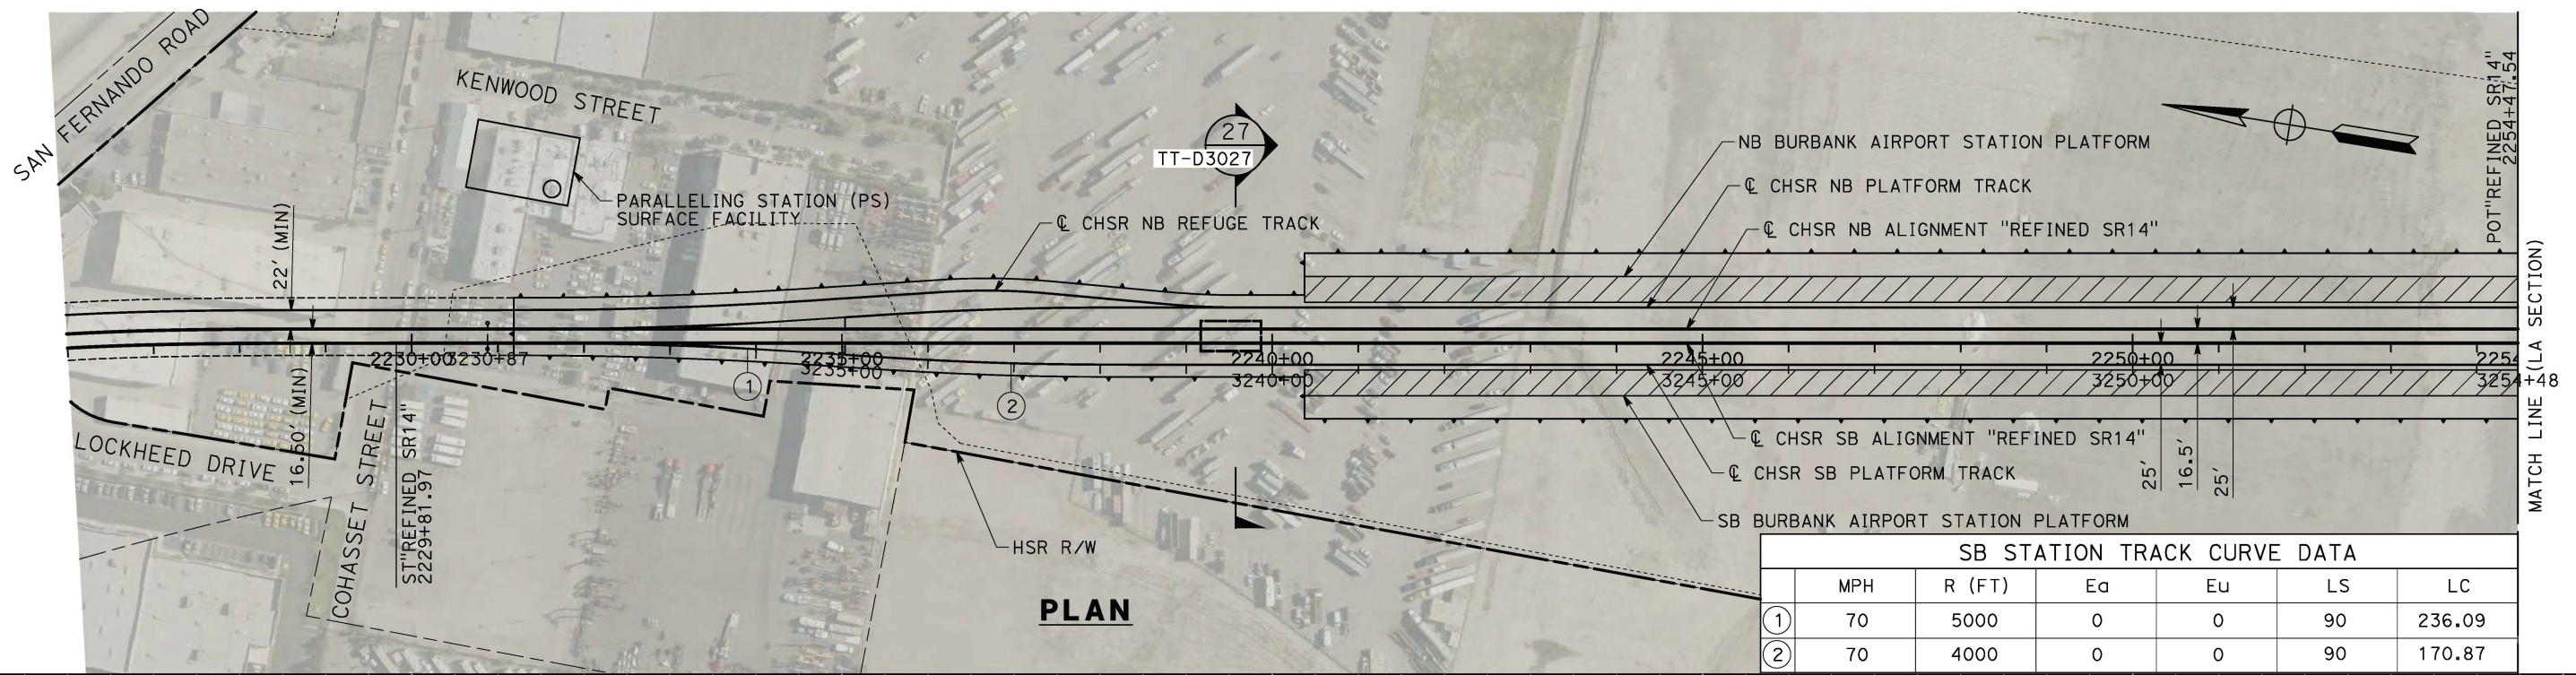 SAN FERNANDO ROAD
KENWOOD STREET
PARALLELING STATION (PS)
SURFACE FACILITY
22' (MIN)
16.50' (MIN)
LOCKHEED DRIVE
COHASSET STREET
ST"REFINED SR14"
2229+81.97
27
TT-D3027
℄ CHSR NB REFUGE TRACK
NB BURBANK AIRPORT STATION PLATFORM
℄ CHSR NB PLATFORM TRACK
℄ CHSR NB ALIGNMENT "REFINED SR14"
POT"REFINED SR14"
2254+47.54
2230+00
3230+87
2235+00
3235+00
2240+00
3240+00
2245+00
3245+00
2250+00
3250+00
2254
3254+48
1
2
℄ CHSR SB ALIGNMENT "REFINED SR14"
℄ CHSR SB PLATFORM TRACK
SB BURBANK AIRPORT STATION PLATFORM
25'
16.5'
25'
MATCH LINE (LA SECTION)
HSR R/W
PLAN
SB STATION TRACK CURVE DATA
MPH R (FT) Ea Eu LS LC
1 70 5000 0 0 90 236.09
2 70 4000 0 0 90 170.87